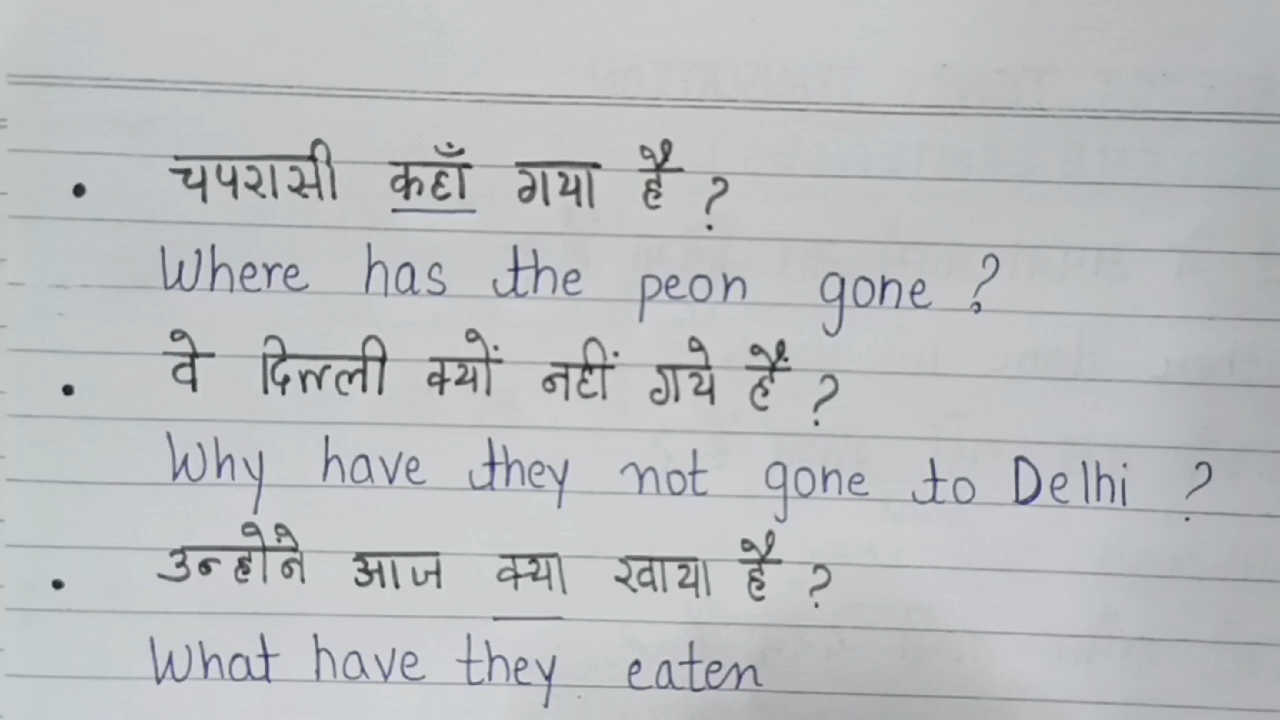 • चपरासी कहाँ गया है ?
Where has the peon gone ?
• वे दिल्ली क्यों नहीं गये हैं ?
Why have they not gone to Delhi ?
• उन्होंने आज क्या खाया है ?
What have they eaten